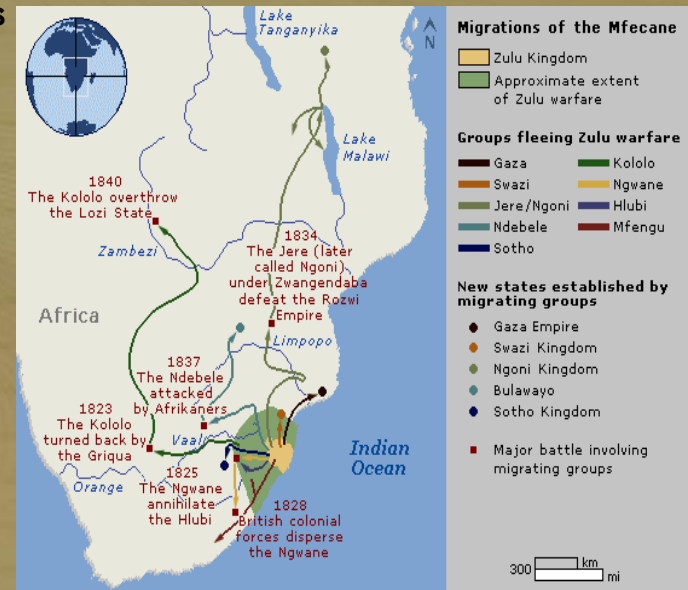 s
Lake
Tanganyika
N
Lake
Malawi
1840
The Kololo overthrow
the Lozi State
Zambezi
1834
The Jere (later
called Ngoni)
under Zwangendaba
defeat the Rozwi
Empire
Africa
Limpopo
1837
The Ndebele
attacked
by Afrikaners
1823
The Kololo
turned back by
the Griqua
Vaal
Indian
Ocean
Orange
1825
The Ngwane
annihilate
the Hlubi
1828
British colonial
forces disperse
the Ngwane
Migrations of the Mfecane
Zulu Kingdom
Approximate extent
of Zulu warfare
Groups fleeing Zulu warfare
Gaza
Kololo
Swazi
Ngwane
Jere/Ngoni
Hlubi
Ndebele
Mfengu
Sotho
New states established by
migrating groups
Gaza Empire
Swazi Kingdom
Ngoni Kingdom
Bulawayo
Sotho Kingdom
Major battle involving
migrating groups
300 km
mi